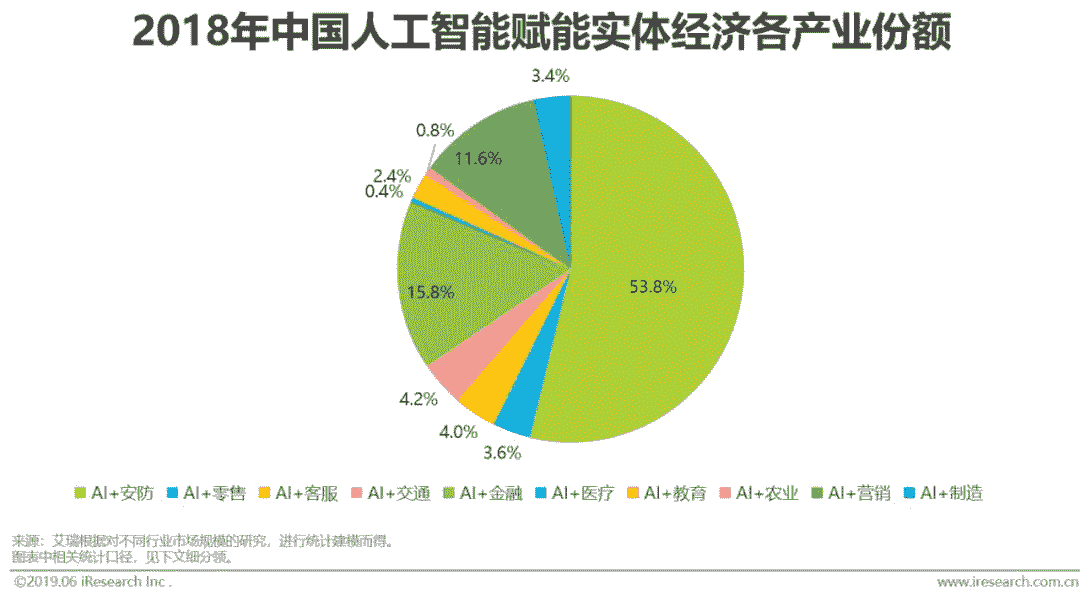 2018年中国人工智能赋能实体经济各产业份额
3.4%
0.8%
11.6%
2.4%
0.4%
53.8%
15.8%
4.2%
4.0%
3.6%
AI+安防 AI+零售 AI+客服 AI+交通 AI+金融 AI+医疗 AI+教育 AI+农业 AI+营销 AI+制造
来源：艾瑞根据对不同行业市场规模的研究，进行统计建模而得。
图表中相关统计口径，见下文细分领。
©2019.06 iResearch Inc . www.iresearch.com.cn